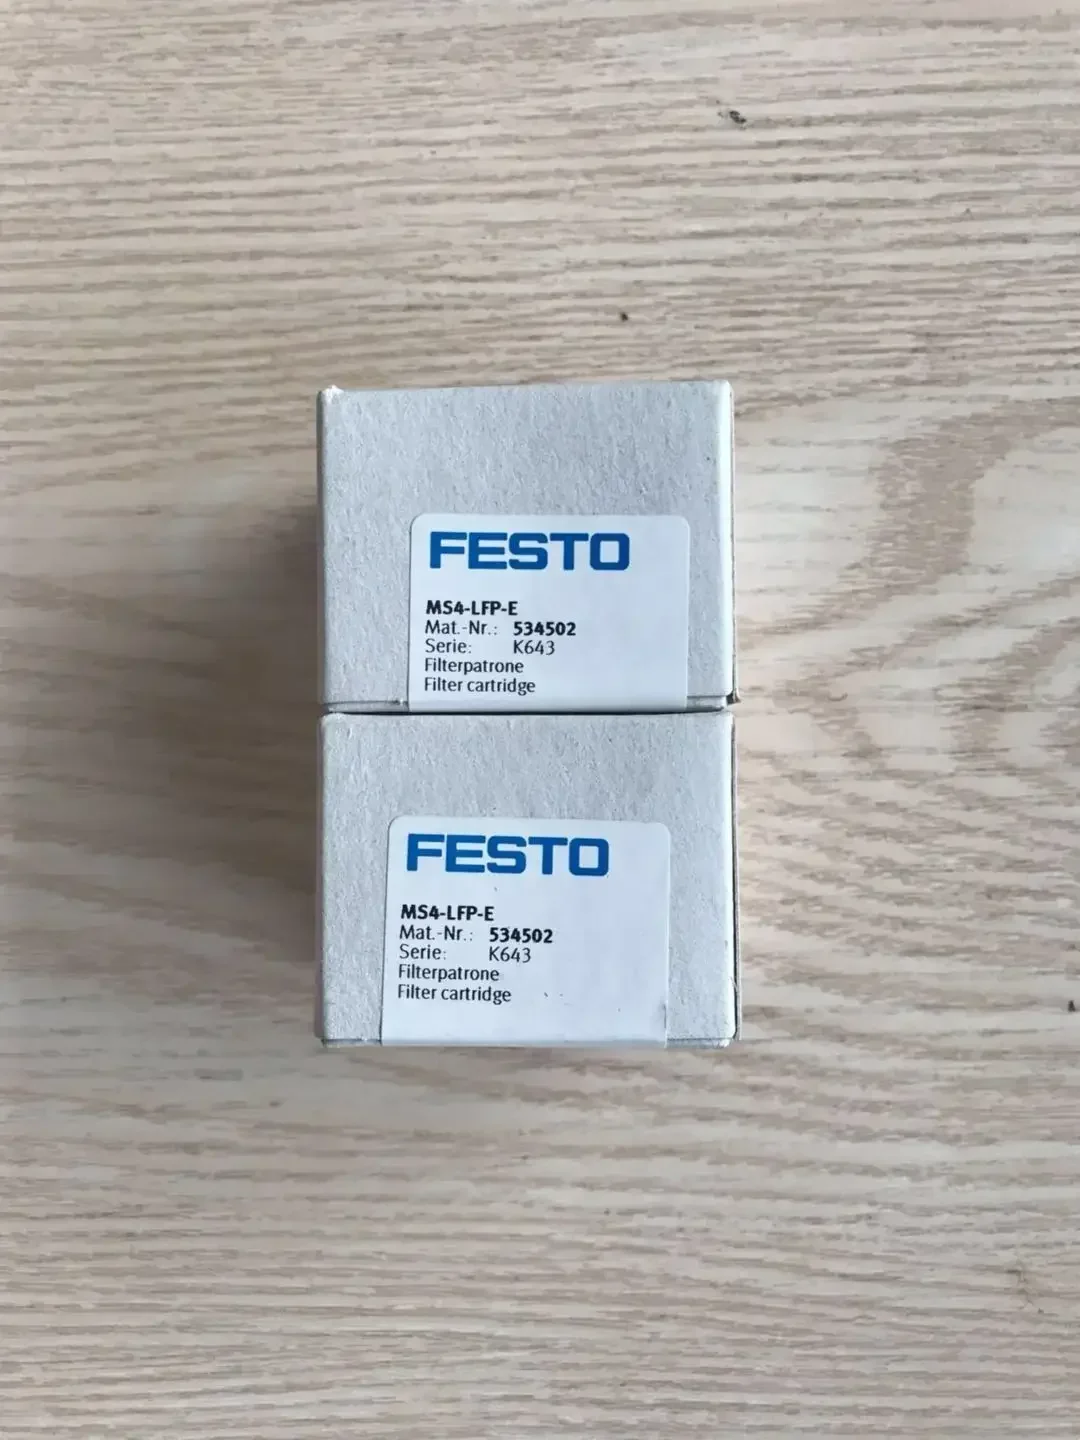 FESTO
MS4-LFP-E
Mat.-Nr.: 534502
Serie: K643
Filterpatrone
Filter cartridge
FESTO
MS4-LFP-E
Mat.-Nr.: 534502
Serie: K643
Filterpatrone
Filter cartridge